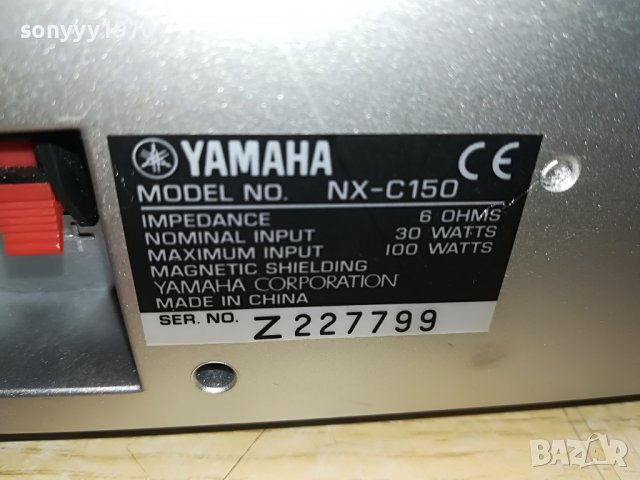 sonyyy1970
YAMAHA CE
MODEL NO. NX-C150
IMPEDANCE 6 OHMS
NOMINAL INPUT 30 WATTS
MAXIMUM INPUT 100 WATTS
MAGNETIC SHIELDING
YAMAHA CORPORATION
MADE IN CHINA
SER. NO. Z227799
BAZAR